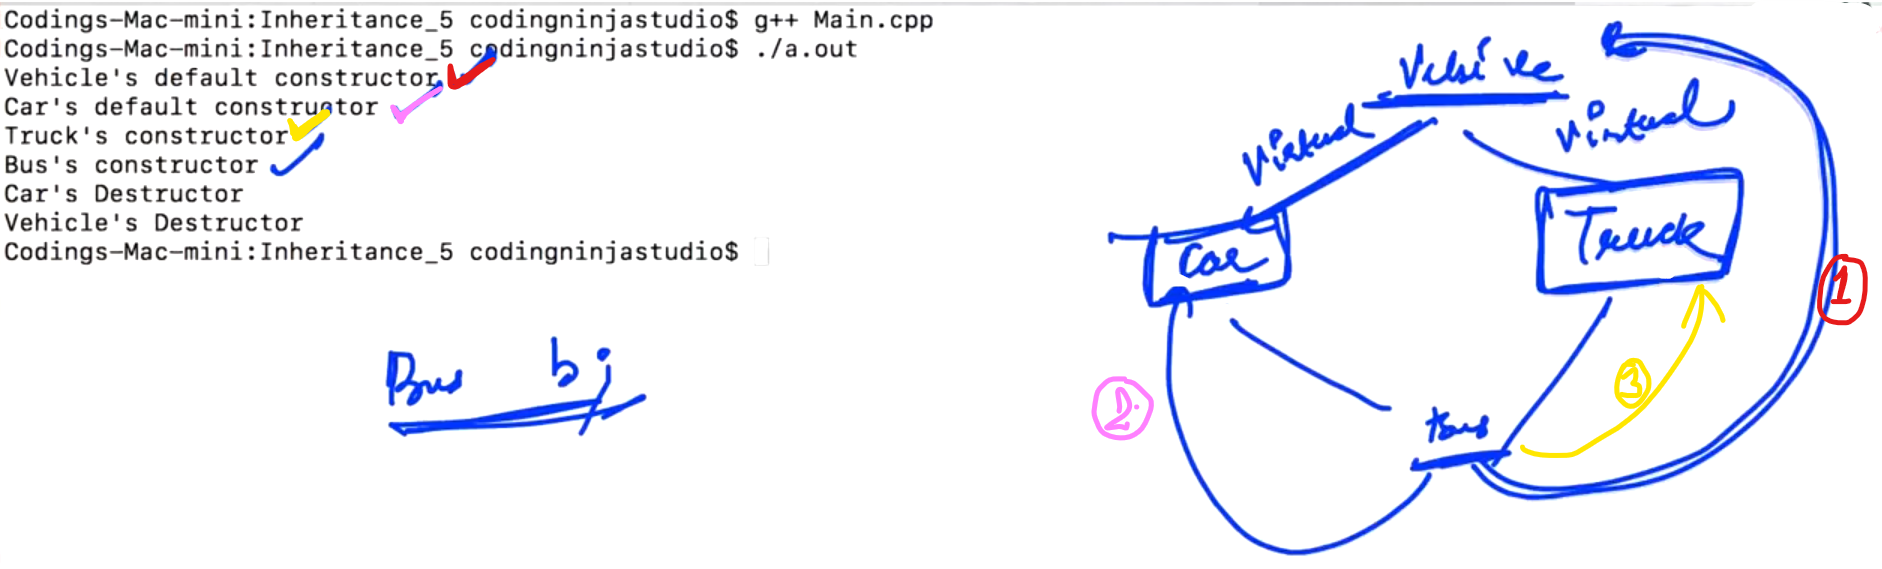 Codings-Mac-mini:Inheritance_5 codingninjastudio$ g++ Main.cpp
Codings-Mac-mini:Inheritance_5 codingninjastudio$ ./a.out
Vehicle's default constructor
Car's default constructor
Truck's constructor
Bus's constructor
Car's Destructor
Vehicle's Destructor
Codings-Mac-mini:Inheritance_5 codingninjastudio$
Bus b;
Vehicle
Virtual
Virtual
Car
Truck
1
2
3
Bus